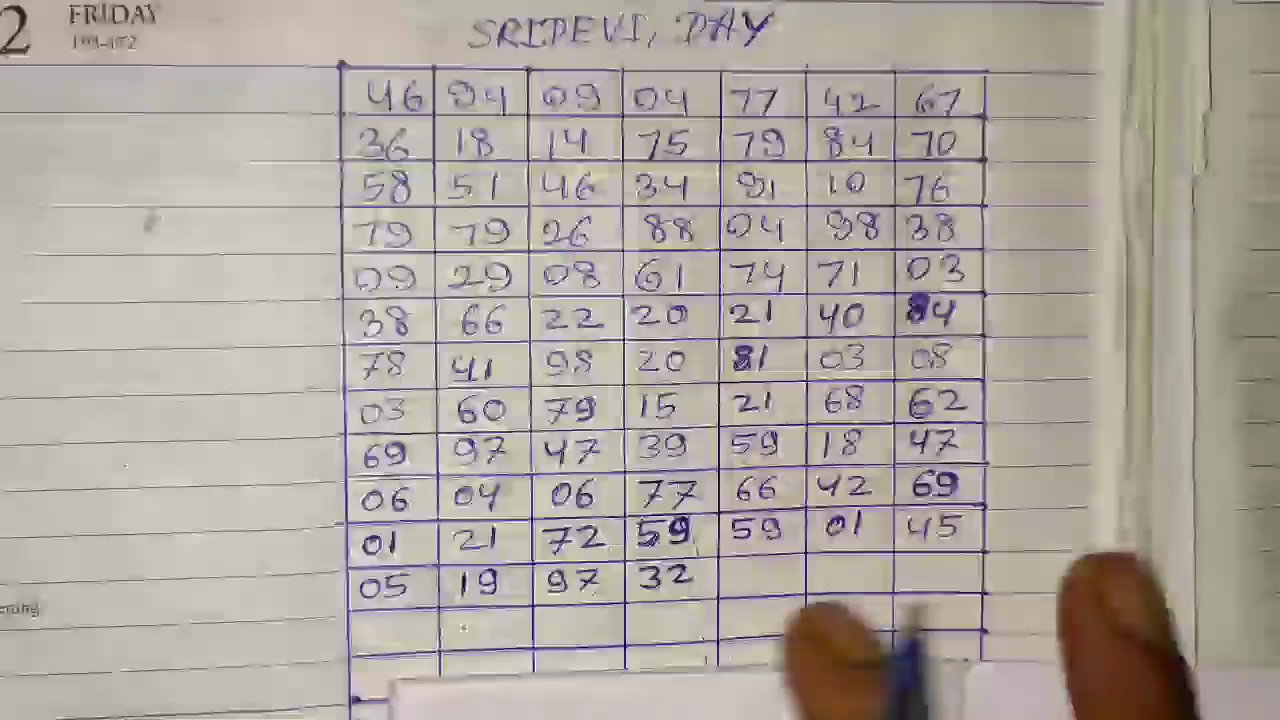 2 FRIDAY
SRIDEVI, DAY
46 94 09 04 77 42 67
36 18 14 75 79 84 70
58 51 46 34 91 10 76
79 79 26 88 04 98 38
09 29 08 61 74 71 03
38 66 22 20 21 40 84
78 41 98 20 81 03 08
03 60 79 15 21 68 62
69 97 47 39 59 18 47
06 04 06 77 66 42 69
01 21 72 59 59 01 45
05 19 97 32